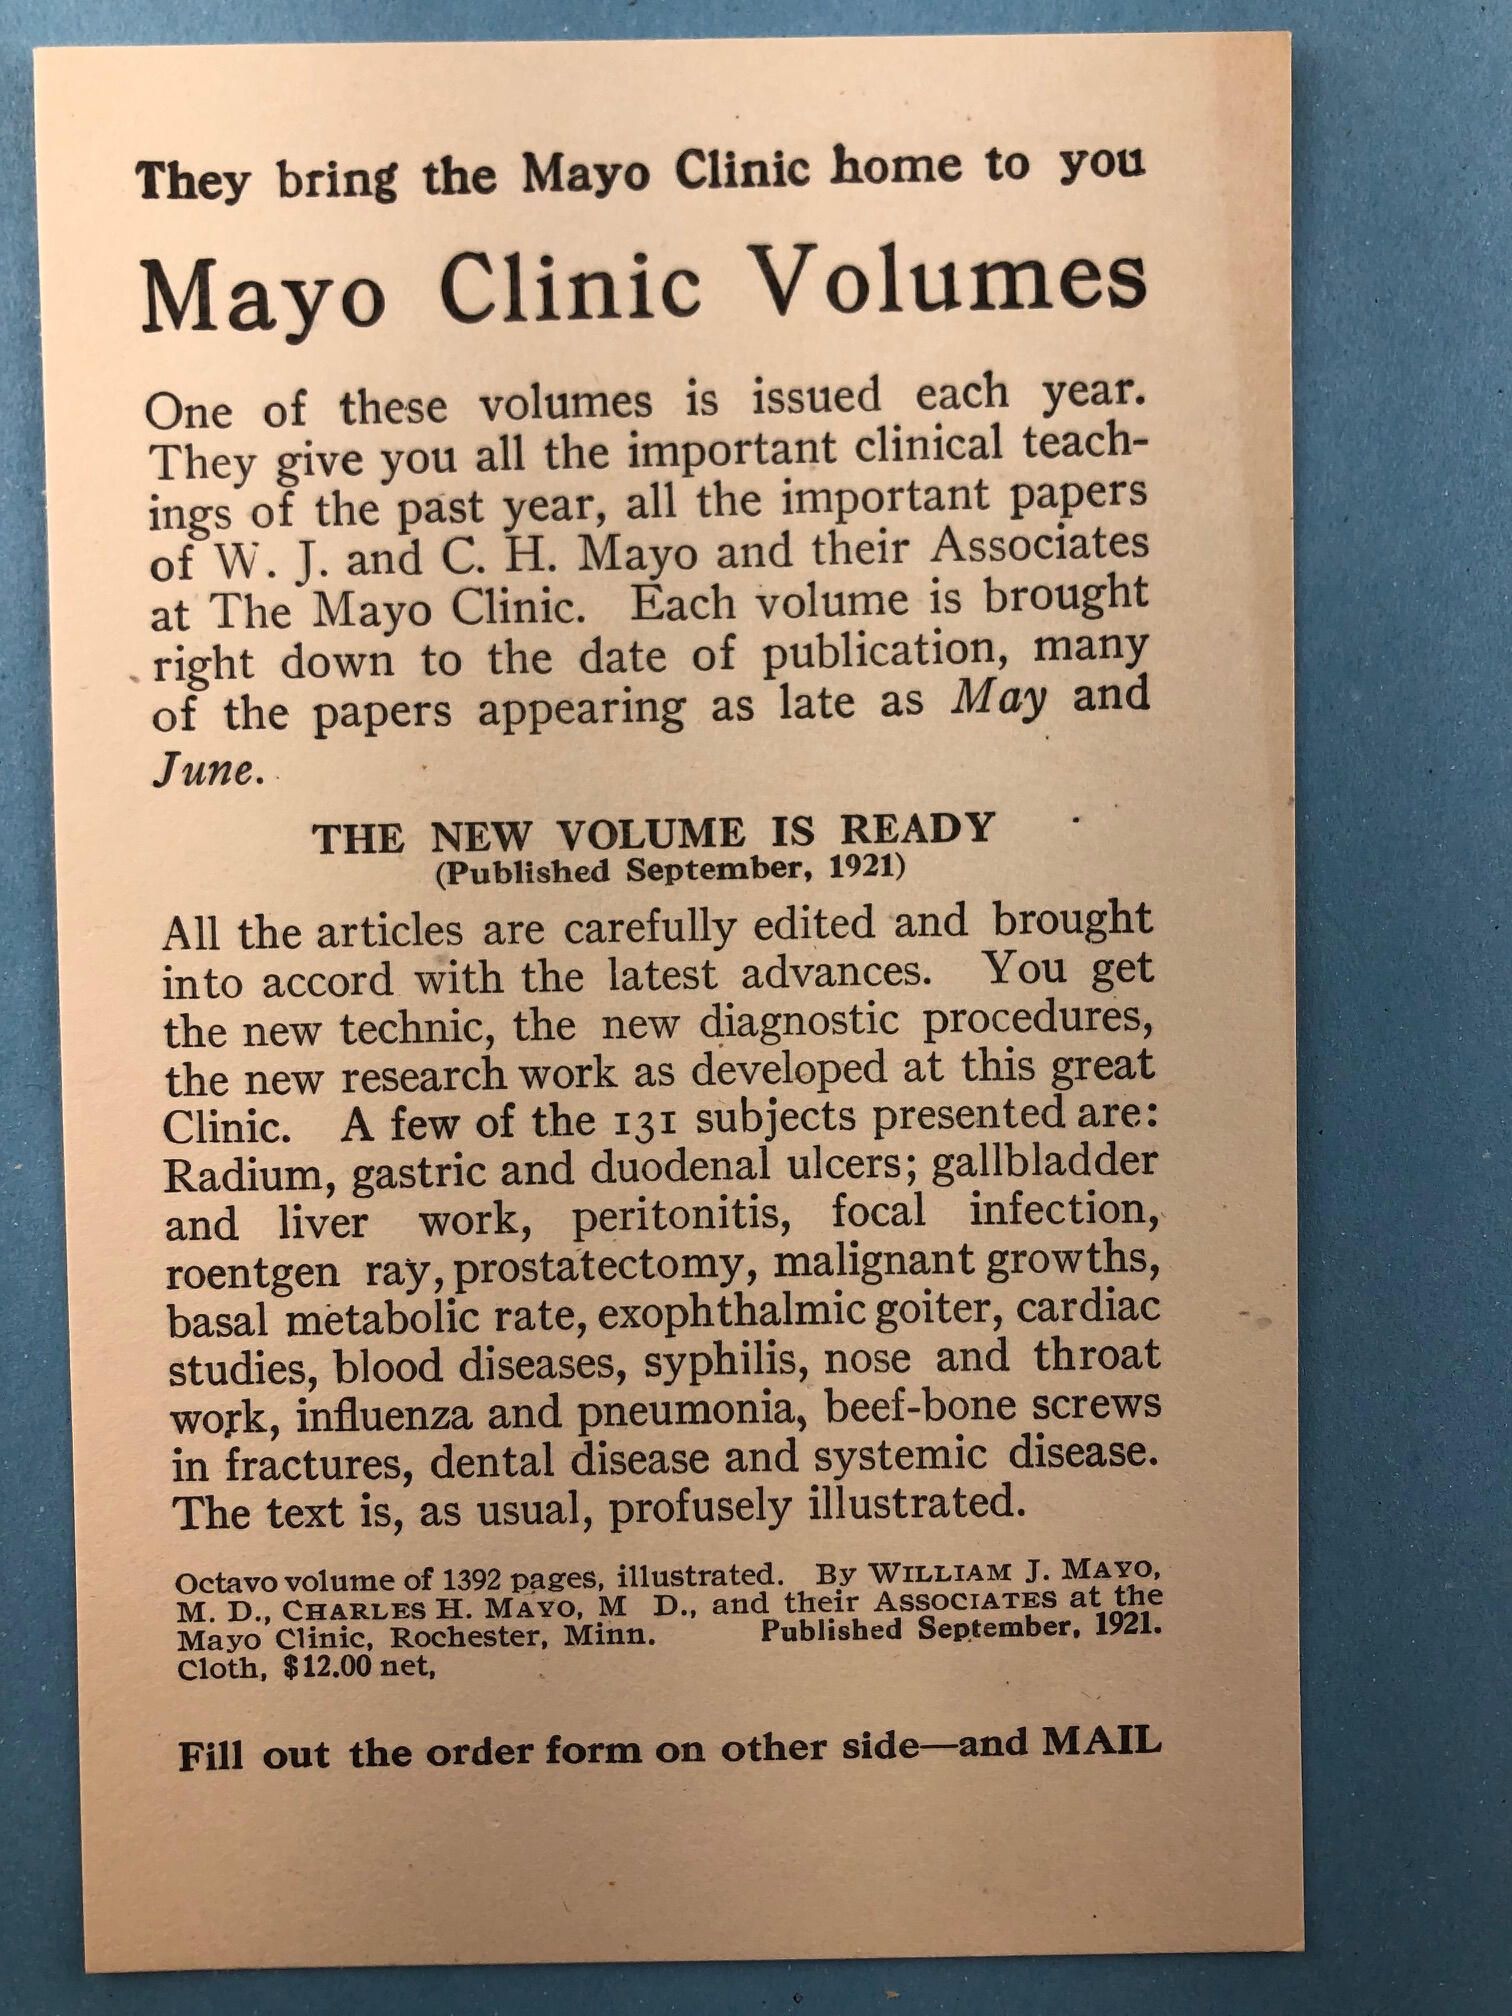 They bring the Mayo Clinic home to you
Mayo Clinic Volumes
One of these volumes is issued each year.
They give you all the important clinical teach-
ings of the past year, all the important papers
of W. J. and C. H. Mayo and their Associates
at The Mayo Clinic. Each volume is brought
right down to the date of publication, many
of the papers appearing as late as May and
June.
THE NEW VOLUME IS READY
(Published September, 1921)
All the articles are carefully edited and brought
into accord with the latest advances. You get
the new technic, the new diagnostic procedures,
the new research work as developed at this great
Clinic. A few of the 131 subjects presented are:
Radium, gastric and duodenal ulcers; gallbladder
and liver work, peritonitis, focal infection,
roentgen ray, prostatectomy, malignant growths,
basal metabolic rate, exophthalmic goiter, cardiac
studies, blood diseases, syphilis, nose and throat
work, influenza and pneumonia, beef-bone screws
in fractures, dental disease and systemic disease.
The text is, as usual, profusely illustrated.
Octavo volume of 1392 pages, illustrated. By WILLIAM J. MAYO,
M. D., CHARLES H. MAYO, M D., and their ASSOCIATES at the
Mayo Clinic, Rochester, Minn. Published September, 1921.
Cloth, $12.00 net,
Fill out the order form on other side—and MAIL